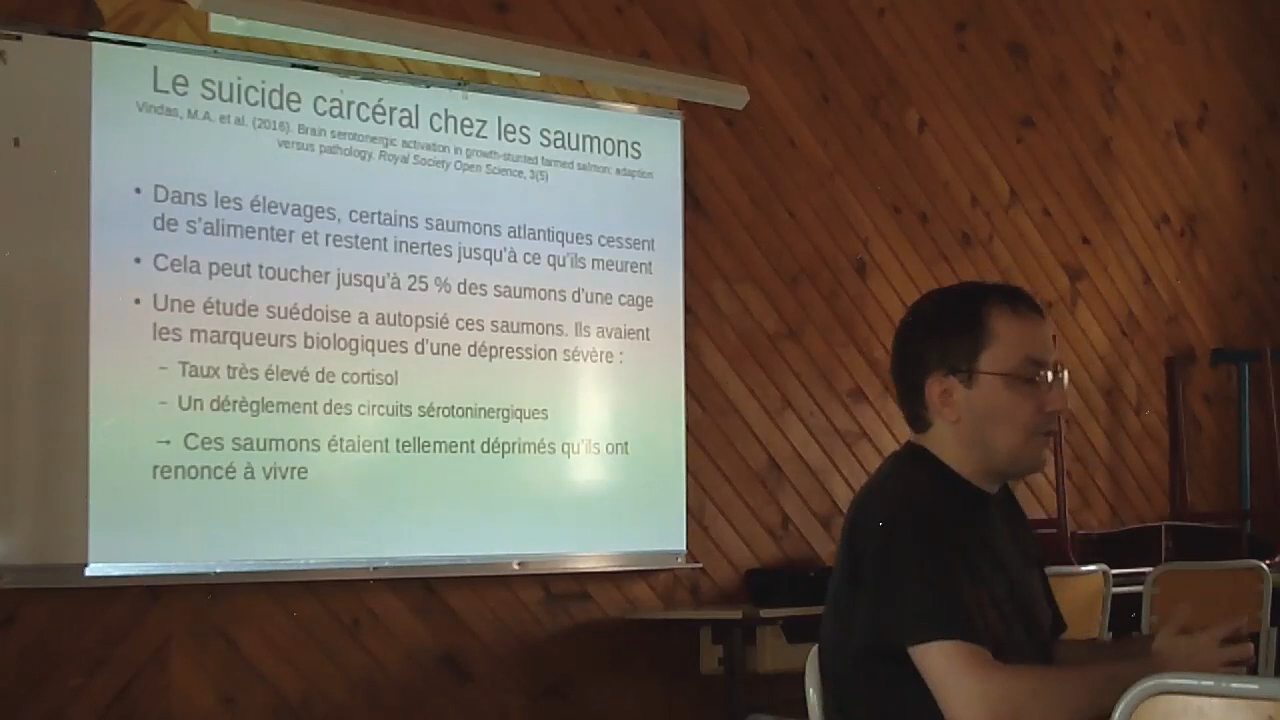 Le suicide carcéral chez les saumons
Vindas, M.A. et al. (2016). Brain serotonergic activation in growth-stunted farmed salmon: adaption
versus pathology. Royal Society Open Science, 3(5)
• Dans les élevages, certains saumons atlantiques cessent
de s'alimenter et restent inertes jusqu'à ce qu'ils meurent
• Cela peut toucher jusqu'à 25 % des saumons d'une cage
• Une étude suédoise a autopsié ces saumons. Ils avaient
les marqueurs biologiques d'une dépression sévère :
– Taux très élevé de cortisol
– Un dérèglement des circuits sérotoninergiques
→ Ces saumons étaient tellement déprimés qu'ils ont
renoncé à vivre